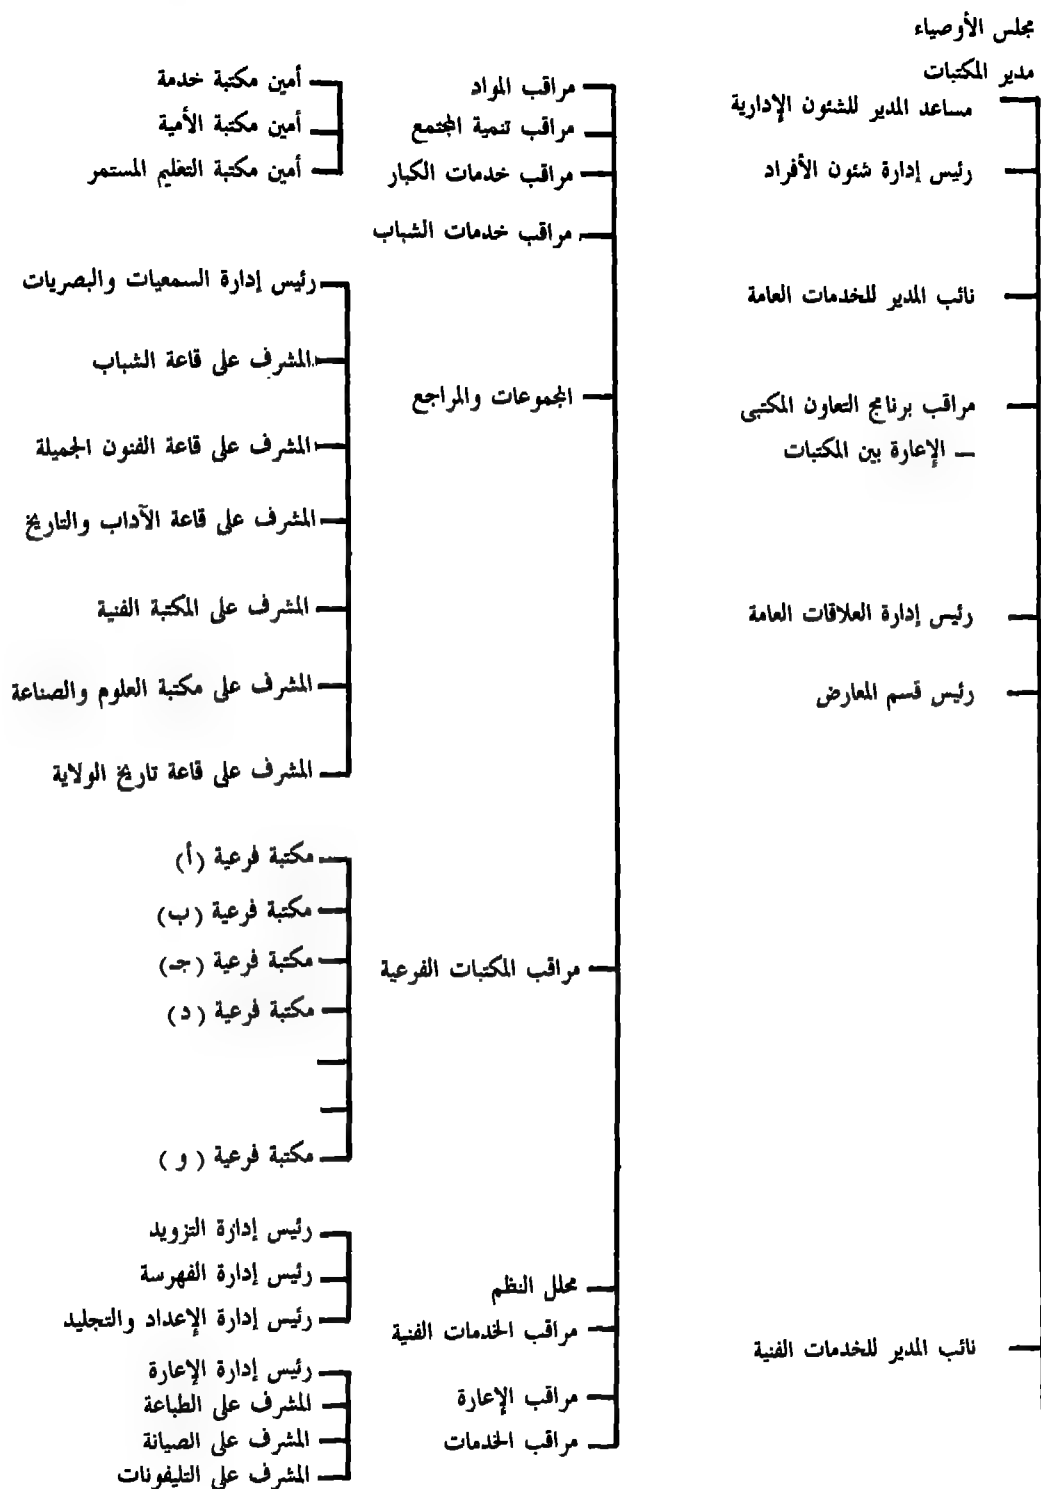 مجلس الأوصياء
مدير المكتبات
مساعد المدير للشئون الإدارية
رئيس إدارة شئون الأفراد
نائب المدير للخدمات العامة
مراقب برنامج التعاون المكتبى
— الإعارة بين المكتبات
رئيس إدارة العلاقات العامة
رئيس قسم المعارض
نائب المدير للخدمات الفنية
مراقب المواد
مراقب تنمية المجتمع
مراقب خدمات الكبار
مراقب خدمات الشباب
المجموعات والمراجع
مراقب المكتبات الفرعية
محلل النظم
مراقب الخدمات الفنية
مراقب الإعارة
مراقب الخدمات
أمين مكتبة خدمة
أمين مكتبة الأمية
أمين مكتبة التعليم المستمر
رئيس إدارة السمعيات والبصريات
المشرف على قاعة الشباب
المشرف على قاعة الفنون الجميلة
المشرف على قاعة الآداب والتاريخ
المشرف على المكتبة الفنية
المشرف على مكتبة العلوم والصناعة
المشرف على قاعة تاريخ الولاية
مكتبة فرعية (أ)
مكتبة فرعية (ب)
مكتبة فرعية (جـ)
مكتبة فرعية (د)
مكتبة فرعية (و)
رئيس إدارة التزويد
رئيس إدارة الفهرسة
رئيس إدارة الإعداد والتجليد
رئيس إدارة الإعارة
المشرف على الطباعة
المشرف على الصيانة
المشرف على التليفونات